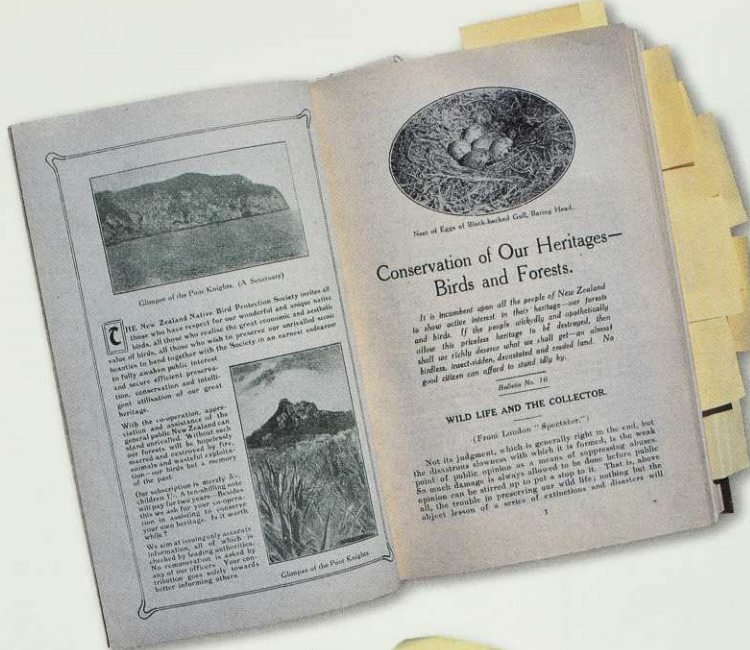 Glimpse of the Poor Knights. (A Sanctuary)
THE New Zealand Native Bird Protection Society invites all
those who have respect for our wonderful and unique native
birds, all those who realise the great economic and aesthetic
value of birds, all those who wish to preserve our unrivalled scenic
beauties to band together with the Society in an earnest endeavour
to fully awaken public interest
and secure efficient preserva-
tion, conservation and intelli-
gent utilisation of our great
heritage.
With the co-operation, appre-
ciation and assistance of the
general public New Zealand can
stand unrivalled. Without such
our forests will be hopelessly
marred and destroyed by fire,
animals and wasteful exploita-
tion—our birds but a memory
of the past.
Our subscription is merely 5/-,
children 1/-. A ten-shilling note
will pay for two years. Besides
this we ask for your co-opera-
tion in assisting to conserve
your own heritage. Is it worth
while?
We aim at issuing only accurate
information, all of which is
checked by leading authorities.
No remuneration is asked by
any of our officers. Your con-
tribution goes solely towards
better informing others.
Glimpse of the Poor Knights.
Nest of Eggs of Black-backed Gull, Baring Head.
Conservation of Our Heritages—
Birds and Forests.
It is incumbent upon all the people of New Zealand
to show active interest in their heritage—our forests
and birds. If the people wickedly and apathetically
allow this priceless heritage to be destroyed, then
shall we richly deserve what we shall get—an almost
birdless, insect-ridden, devastated and eroded land. No
good citizen can afford to stand idly by.
Bulletin No. 10.
WILD LIFE AND THE COLLECTOR.
(From London "Spectator.")
Not its judgment, which is generally right in the end, but
the disastrous slowness with which it is formed, is the weak
point of public opinion as a means of suppressing abuses.
So much damage is always allowed to be done before public
opinion can be stirred up to put a stop to it. That is, above
all, the trouble in preserving our wild life; nothing but the
object lesson of a series of extinctions and disasters will
1